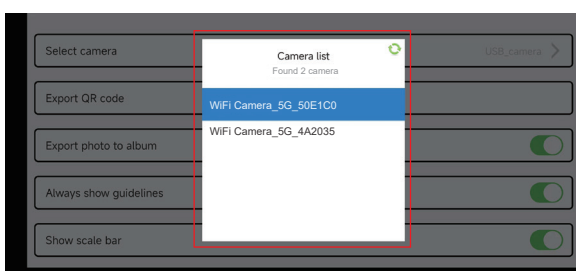 Select camera
USB_camera
Camera list
Found 2 camera
Export QR code
WiFi Camera_5G_50E1C0
WiFi Camera_5G_4A2035
Export photo to album
Always show guidelines
Show scale bar